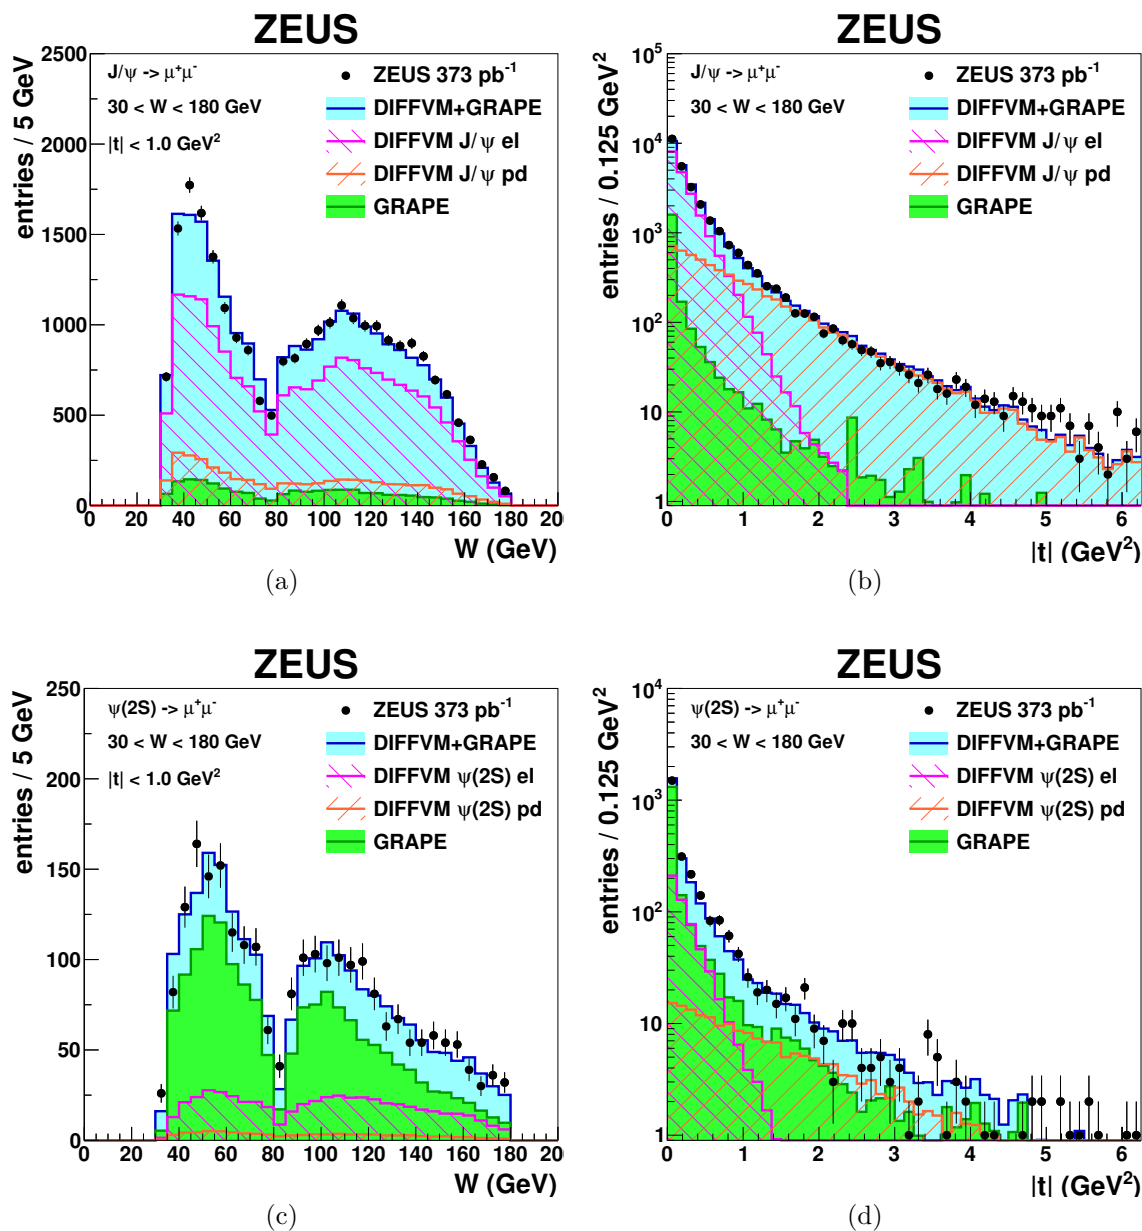 ZEUS
entries / 5 GeV
2500
2000
1500
1000
500
0
J/ψ -> μ⁺μ⁻
30 < W < 180 GeV
|t| < 1.0 GeV²
ZEUS 373 pb⁻¹
DIFFVM+GRAPE
DIFFVM J/ψ el
DIFFVM J/ψ pd
GRAPE
0 20 40 60 80 100 120 140 160 180 20
W (GeV)
(a)
ZEUS
entries / 0.125 GeV²
10⁵
10⁴
10³
10²
10
1
J/ψ -> μ⁺μ⁻
30 < W < 180 GeV
ZEUS 373 pb⁻¹
DIFFVM+GRAPE
DIFFVM J/ψ el
DIFFVM J/ψ pd
GRAPE
0 1 2 3 4 5 6
|t| (GeV²)
(b)
ZEUS
entries / 5 GeV
250
200
150
100
50
0
ψ(2S) -> μ⁺μ⁻
30 < W < 180 GeV
|t| < 1.0 GeV²
ZEUS 373 pb⁻¹
DIFFVM+GRAPE
DIFFVM ψ(2S) el
DIFFVM ψ(2S) pd
GRAPE
0 20 40 60 80 100 120 140 160 180 20
W (GeV)
(c)
ZEUS
entries / 0.125 GeV²
10⁴
10³
10²
10
1
ψ(2S) -> μ⁺μ⁻
30 < W < 180 GeV
ZEUS 373 pb⁻¹
DIFFVM+GRAPE
DIFFVM ψ(2S) el
DIFFVM ψ(2S) pd
GRAPE
0 1 2 3 4 5 6
|t| (GeV²)
(d)